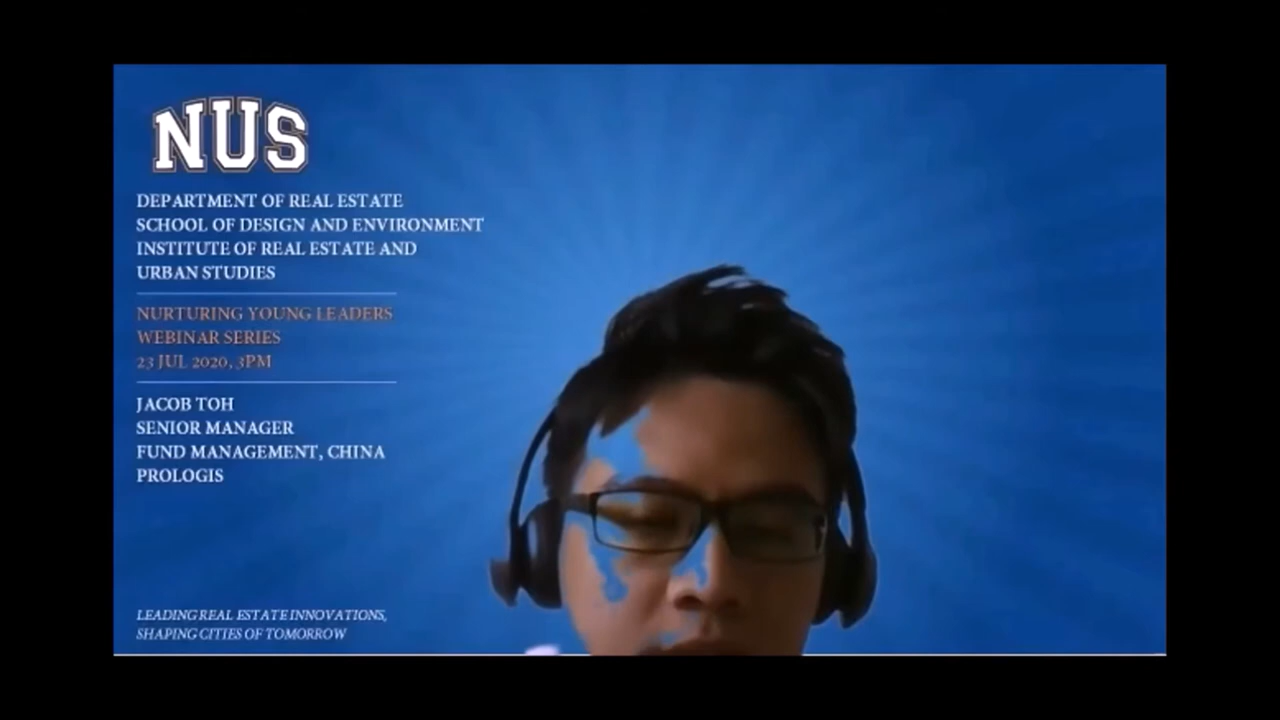 NUS
DEPARTMENT OF REAL ESTATE
SCHOOL OF DESIGN AND ENVIRONMENT
INSTITUTE OF REAL ESTATE AND
URBAN STUDIES
NURTURING YOUNG LEADERS
WEBINAR SERIES
23 JUL 2020, 3PM
JACOB TOH
SENIOR MANAGER
FUND MANAGEMENT, CHINA
PROLOGIS
LEADING REAL ESTATE INNOVATIONS,
SHAPING CITIES OF TOMORROW